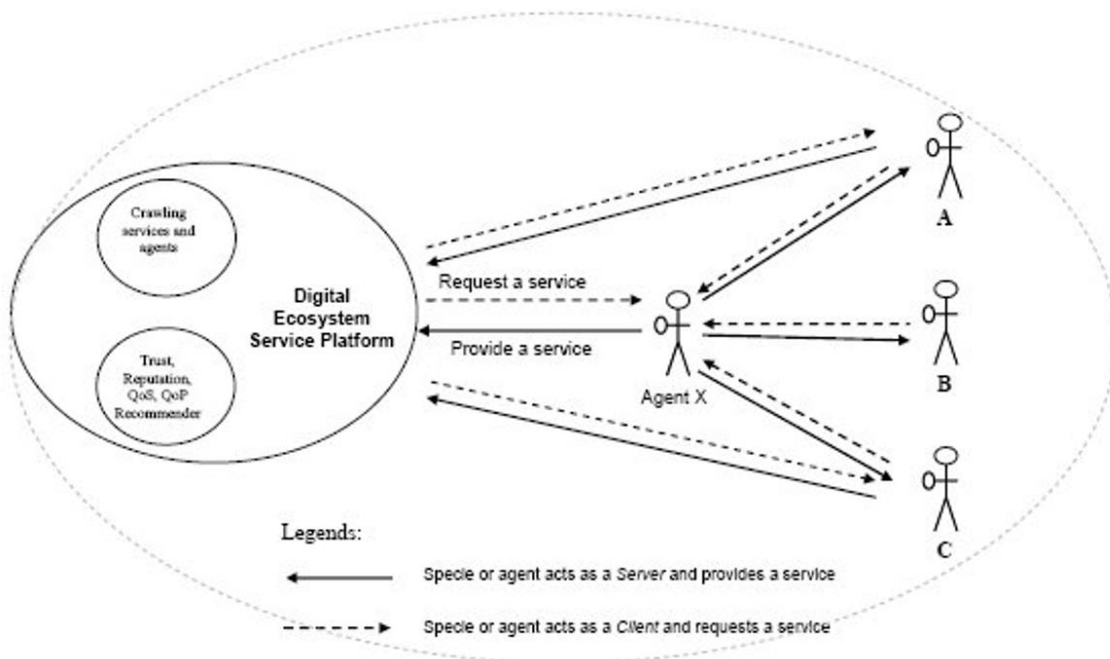 Crawling
services and
agents
Digital
Ecosystem
Service Platform
Trust,
Reputation,
QoS, QoP
Recommender
Request a service
Provide a service
Agent X
A
B
C
Legends:
Specie or agent acts as a Server and provides a service
Specie or agent acts as a Client and requests a service